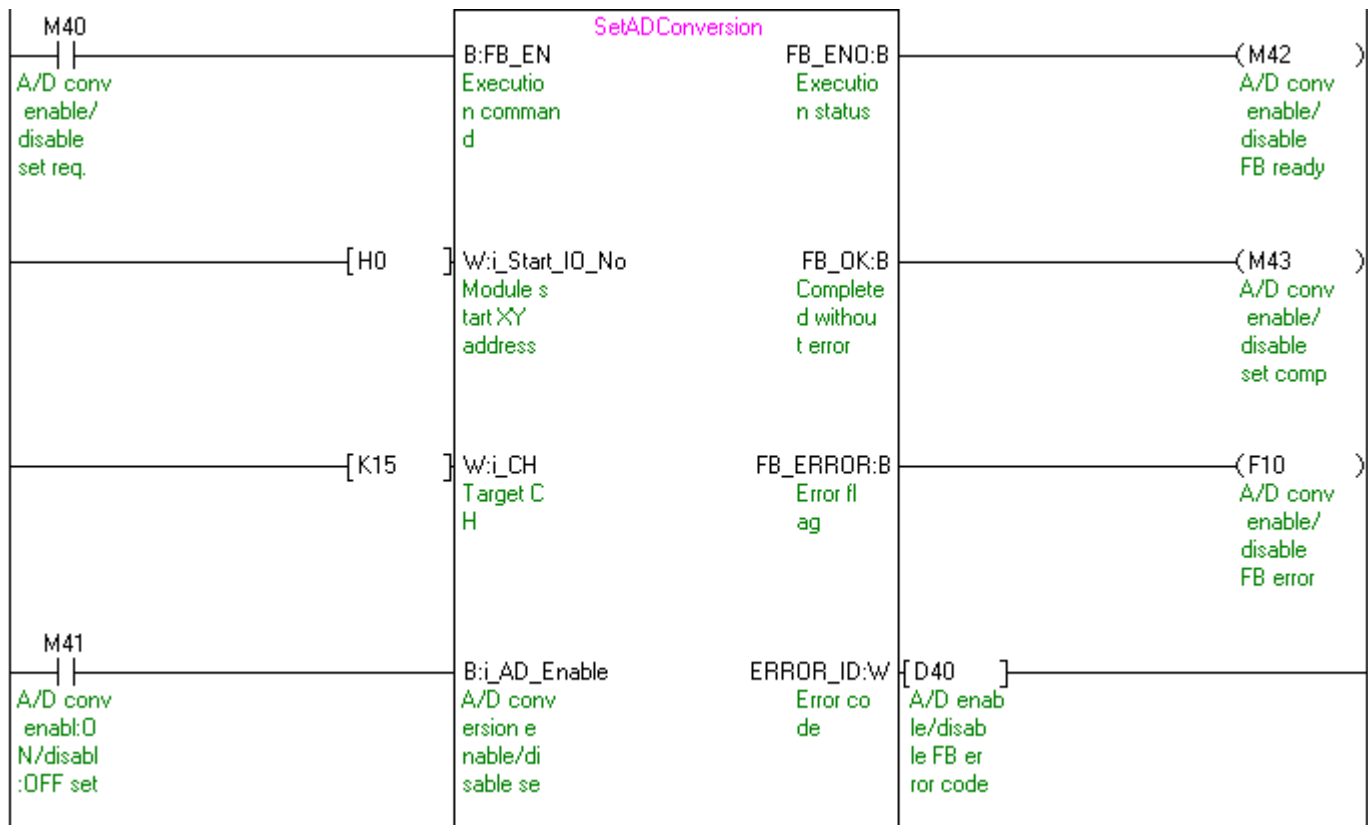 M40
SetADConversion
B:FB_EN
FB_ENO:B
(M42 )
A/D conv
enable/
disable
set req.
Executio
n comman
d
Executio
n status
A/D conv
enable/
disable
FB ready
[H0 ]
W:i_Start_IO_No
FB_OK:B
(M43 )
Module s
tart XY
address
Complete
d withou
t error
A/D conv
enable/
disable
set comp
[K15 ]
W:i_CH
FB_ERROR:B
(F10 )
Target C
H
Error fl
ag
A/D conv
enable/
disable
FB error
M41
B:i_AD_Enable
ERROR_ID:W
[D40 ]
A/D conv
enabl:O
N/disabl
:OFF set
A/D conv
ersion e
nable/di
sable se
Error co
de
A/D enab
le/disab
le FB er
ror code